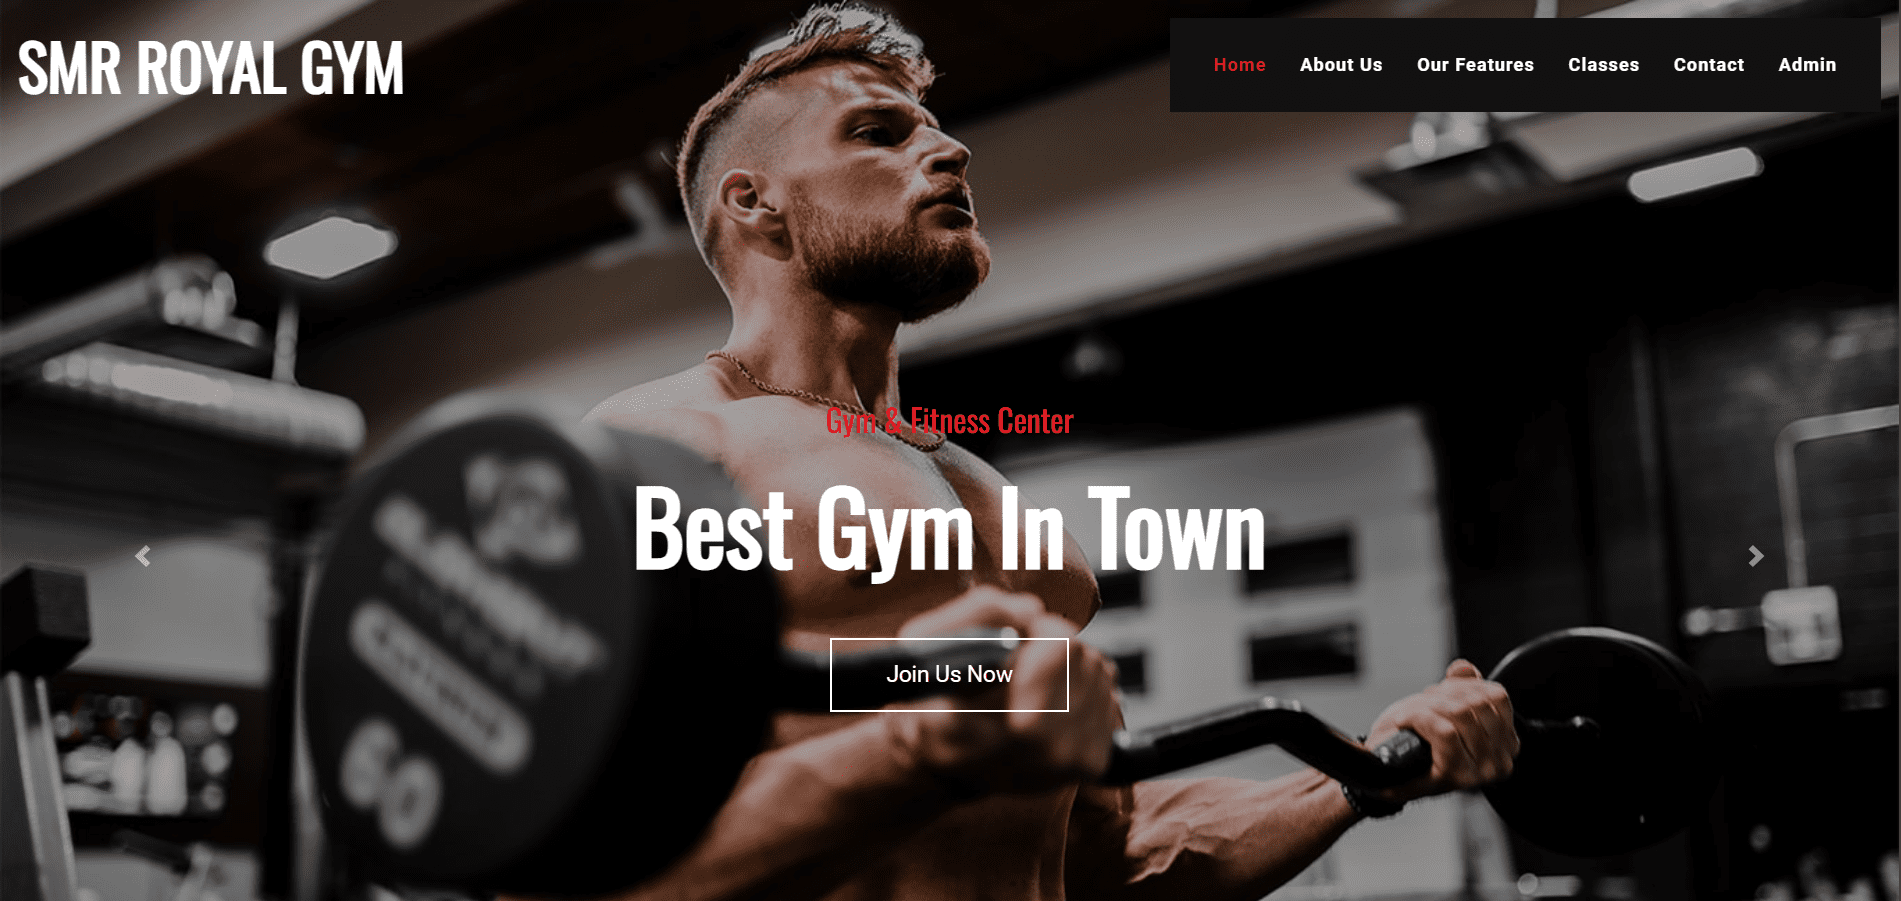 SMR ROYAL GYM
Home About Us Our Features Classes Contact Admin
Gym & Fitness Center
Best Gym In Town
Join Us Now
60